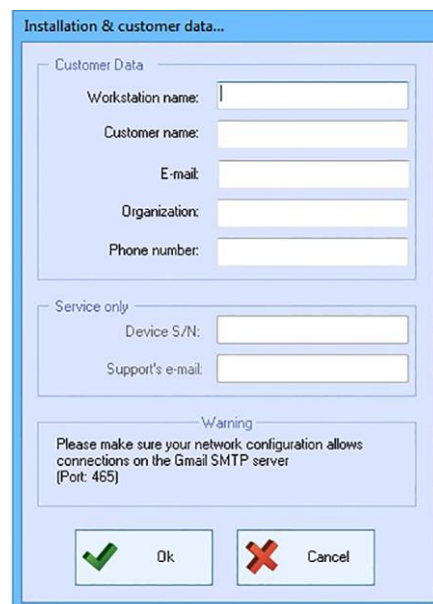 Installation & customer data...
Customer Data
Workstation name:
Customer name:
E-mail:
Organization:
Phone number:
Service only
Device S/N:
Support's e-mail:
Warning
Please make sure your network configuration allows
connections on the Gmail SMTP server
(Port: 465)
Ok
Cancel